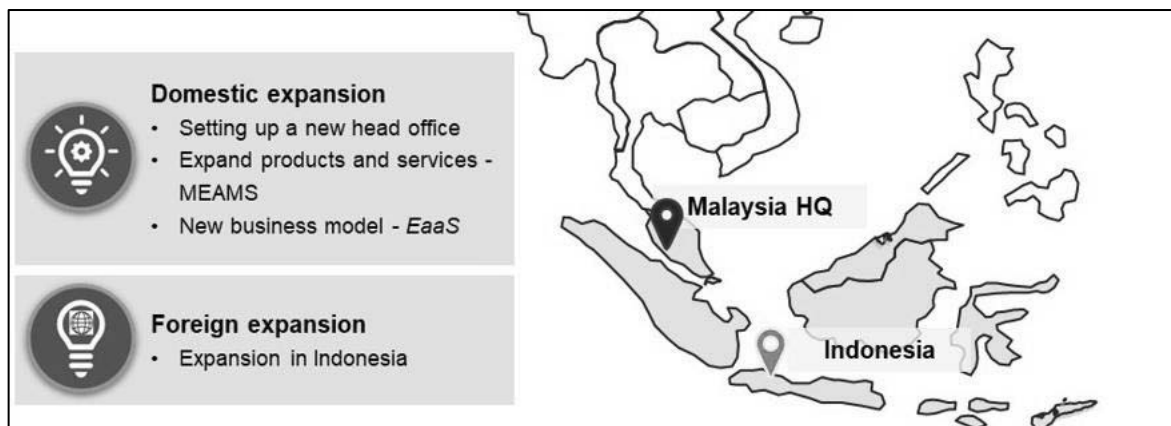 Domestic expansion
• Setting up a new head office
• Expand products and services -
MEAMS
• New business model - EaaS
Foreign expansion
• Expansion in Indonesia
Malaysia HQ
Indonesia